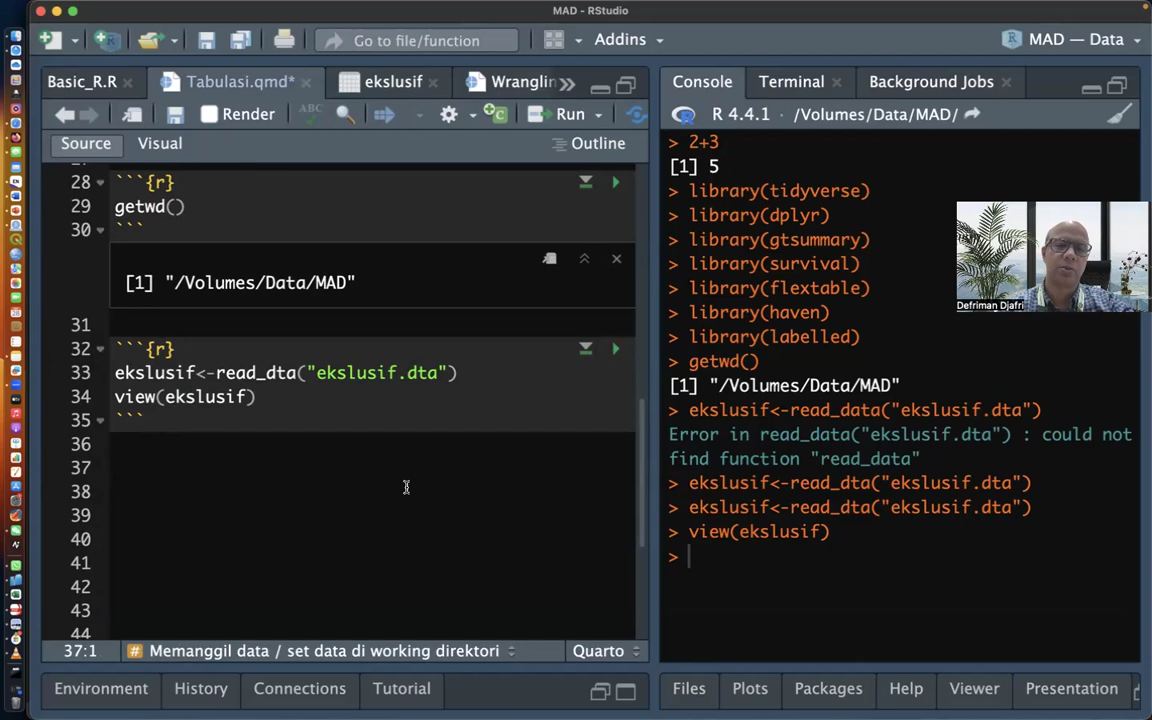 MAD - RStudio
Go to file/function
Addins
MAD — Data
Basic_R.R
Tabulasi.qmd*
ekslusif
Wranglin
Render
ABC
Run
Source
Visual
Outline
28 ```{r}
29 getwd()
30 ```
[1] "/Volumes/Data/MAD"
31
32 ```{r}
33 ekslusif<-read_dta("ekslusif.dta")
34 view(ekslusif)
35 ```
36
37
38
39
40
41
42
43
44
37:1
# Memanggil data / set data di working direktori
Quarto
Environment
History
Connections
Tutorial
Console
Terminal
Background Jobs
R 4.4.1 · /Volumes/Data/MAD/
> 2+3
[1] 5
> library(tidyverse)
> library(dplyr)
> library(gtsummary)
> library(survival)
> library(flextable)
> library(haven)
> library(labelled)
> getwd()
[1] "/Volumes/Data/MAD"
> ekslusif<-read_data("ekslusif.dta")
Error in read_data("ekslusif.dta") : could not
find function "read_data"
> ekslusif<-read_dta("ekslusif.dta")
> ekslusif<-read_dta("ekslusif.dta")
> view(ekslusif)
>
Defriman Djafri
Files
Plots
Packages
Help
Viewer
Presentation